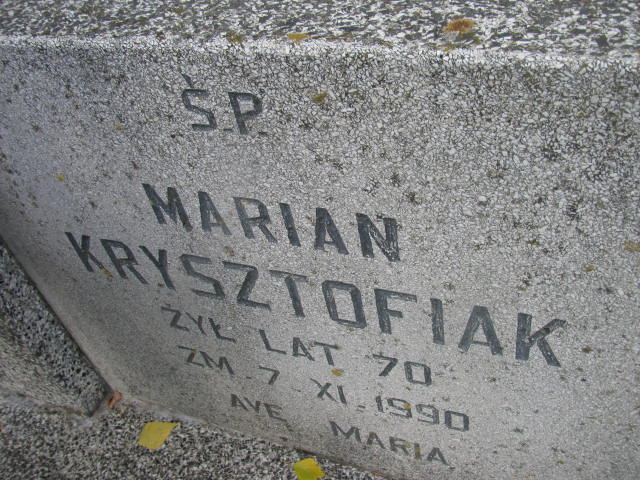 Ś.P.
MARIAN
KRYSZTOFIAK
ŻYŁ LAT 70
ZM. 7. XI. 1990
AVE MARIA